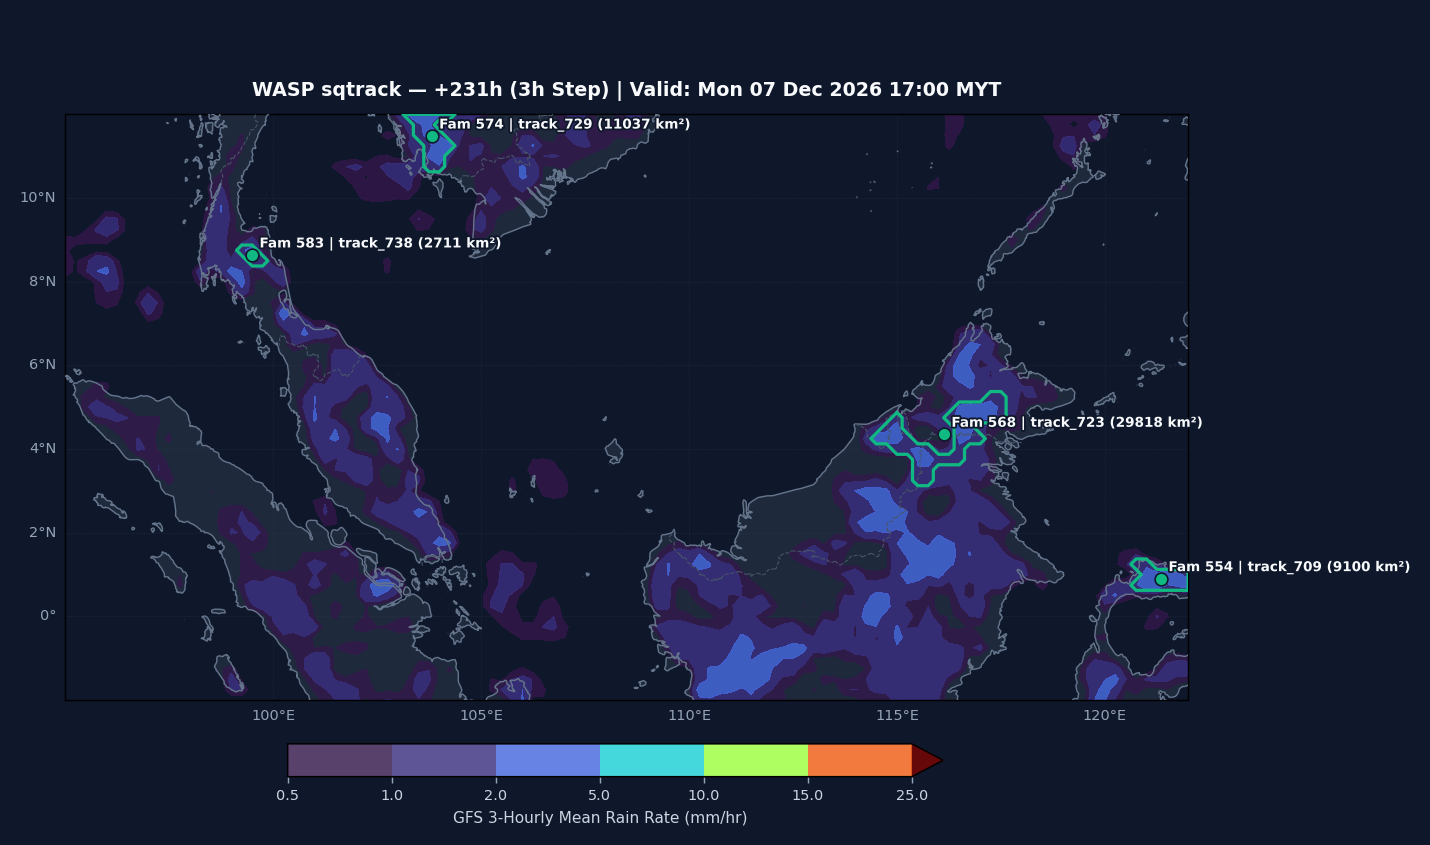 WASP sqtrack — +231h (3h Step) | Valid: Mon 07 Dec 2026 17:00 MYT
Fam 574 | track_729 (11037 km²)
10°N
Fam 583 | track_738 (2711 km²)
8°N
6°N
Fam 568 | track_723 (29818 km²)
4°N
2°N
Fam 554 | track_709 (9100 km²)
0°
100°E 105°E 110°E 115°E 120°E
0.5 1.0 2.0 5.0 10.0 15.0 25.0
GFS 3-Hourly Mean Rain Rate (mm/hr)